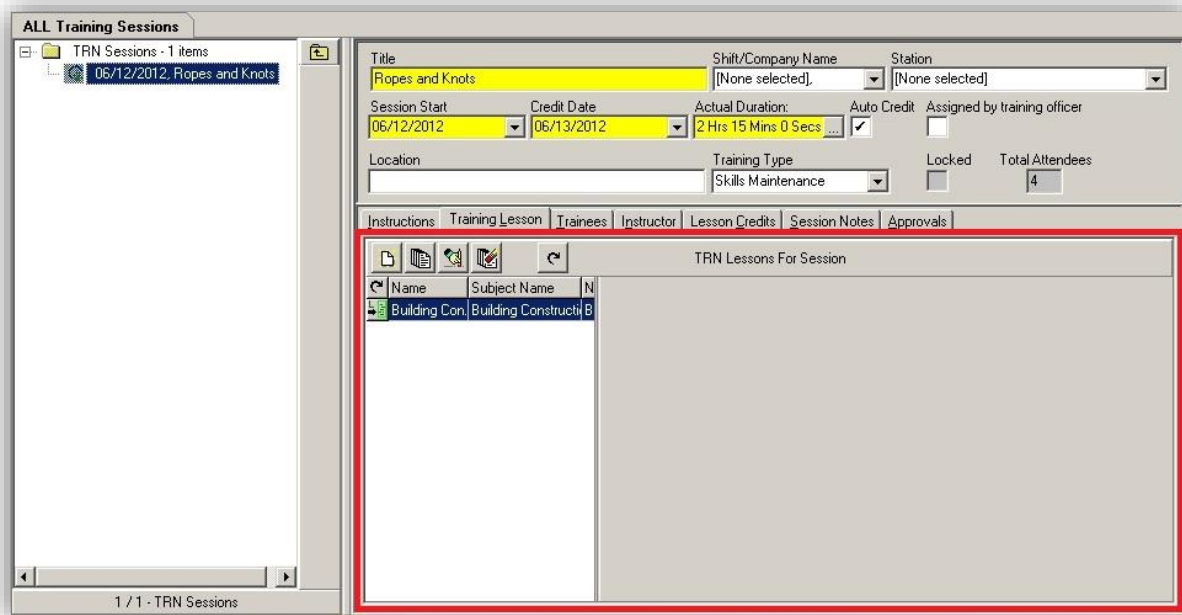 ALL Training Sessions
TRN Sessions - 1 items
06/12/2012, Ropes and Knots
1 / 1 - TRN Sessions
Title
Shift/Company Name
Station
Ropes and Knots
[None selected],
[None selected]
Session Start
Credit Date
Actual Duration:
Auto Credit
Assigned by training officer
06/12/2012
06/13/2012
2 Hrs 15 Mins 0 Secs ...
Location
Training Type
Locked
Total Attendees
Skills Maintenance
4
Instructions
Training Lesson
Trainees
Instructor
Lesson Credits
Session Notes
Approvals
TRN Lessons For Session
Name
Subject Name
N
Building Con.
Building Constructi
B